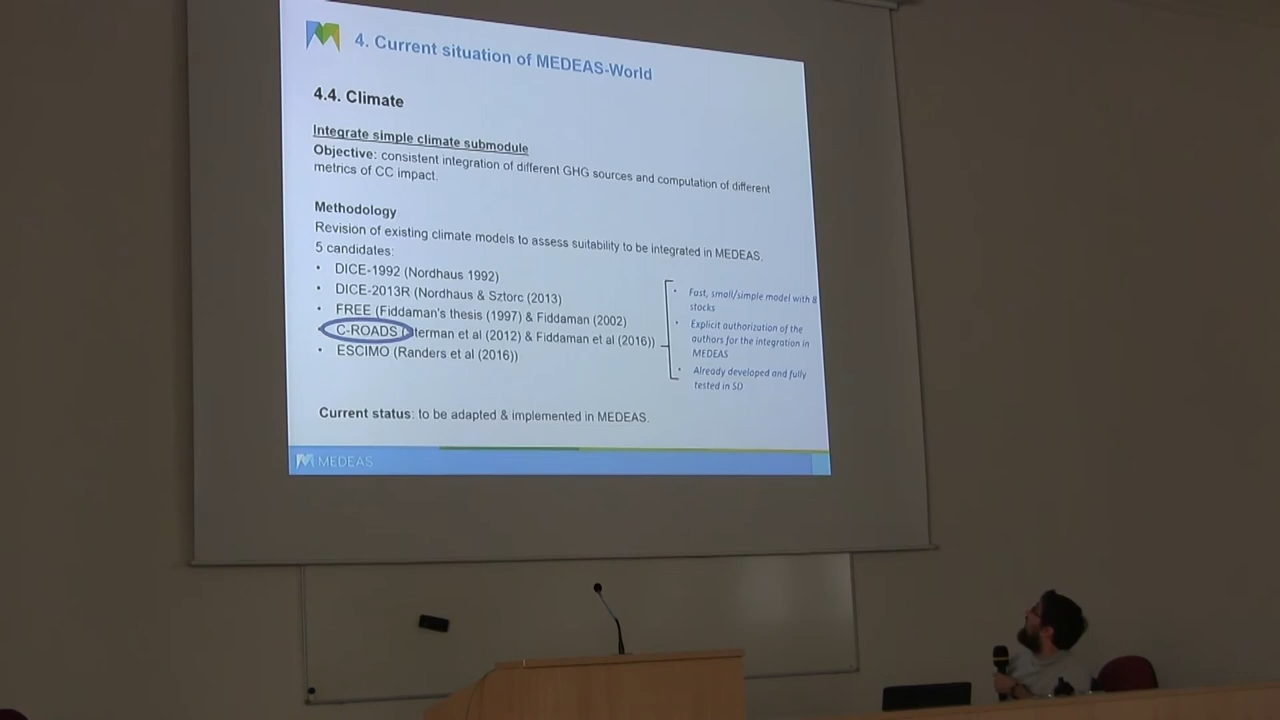 4. Current situation of MEDEAS-World
4.4. Climate
Integrate simple climate submodule
Objective: consistent integration of different GHG sources and computation of different
metrics of CC impact.
Methodology
Revision of existing climate models to assess suitability to be integrated in MEDEAS.
5 candidates:
• DICE-1992 (Nordhaus 1992)
• DICE-2013R (Nordhaus & Sztorc (2013)
• FREE (Fiddaman's thesis (1997) & Fiddaman (2002)
• C-ROADS (Sterman et al (2012) & Fiddaman et al (2016))
• ESCIMO (Randers et al (2016))
• Fast, small/simple model with 8
stocks
• Explicit authorization of the
authors for the integration in
MEDEAS
• Already developed and fully
tested in SD
Current status: to be adapted & implemented in MEDEAS.
MEDEAS